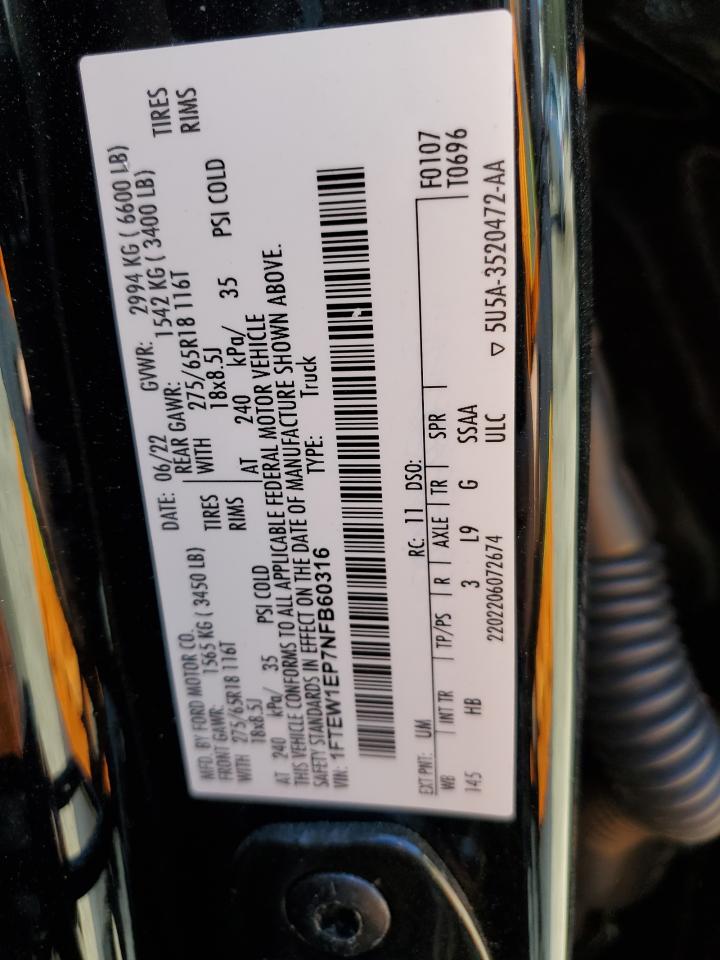 MFD. BY FORD MOTOR CO. DATE: 06/22 GVWR: 2994 KG ( 6600 LB)
FRONT GAWR: 1565 KG ( 3450 LB) REAR GAWR: 1542 KG ( 3400 LB)
WITH 275/65R18 116T TIRES WITH 275/65R18 116T TIRES
18x8.5J RIMS 18x8.5J RIMS
AT 240 kPa/ 35 PSI COLD AT 240 kPa/ 35 PSI COLD
THIS VEHICLE CONFORMS TO ALL APPLICABLE FEDERAL MOTOR VEHICLE
SAFETY STANDARDS IN EFFECT ON THE DATE OF MANUFACTURE SHOWN ABOVE.
VIN: 1FTEW1EP7NFB60316 TYPE: Truck
F0107
EXT PNT: UM RC: 11 DSO: T0696
WB INT TR TP/PS R AXLE TR SPR
145 HB 3 L9 G SSAA
2202206072674 ULC ▽ 5U5A-3520472-AA